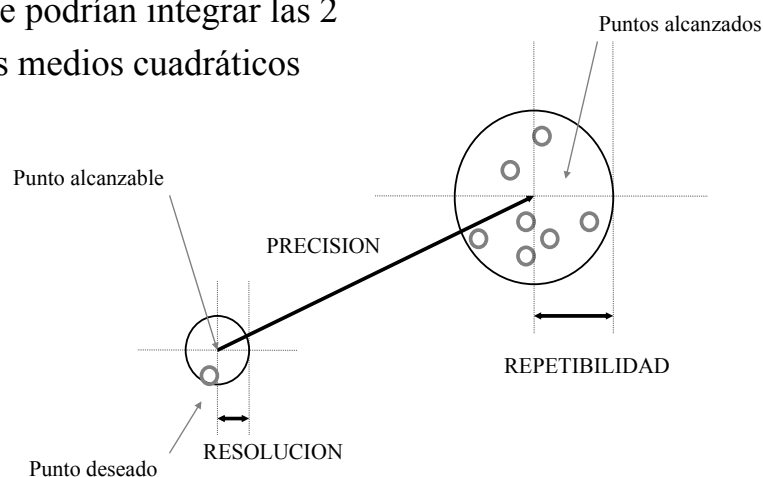 e podrían integrar las 2
s medios cuadráticos
Puntos alcanzados
Punto alcanzable
PRECISION
REPETIBILIDAD
RESOLUCION
Punto deseado